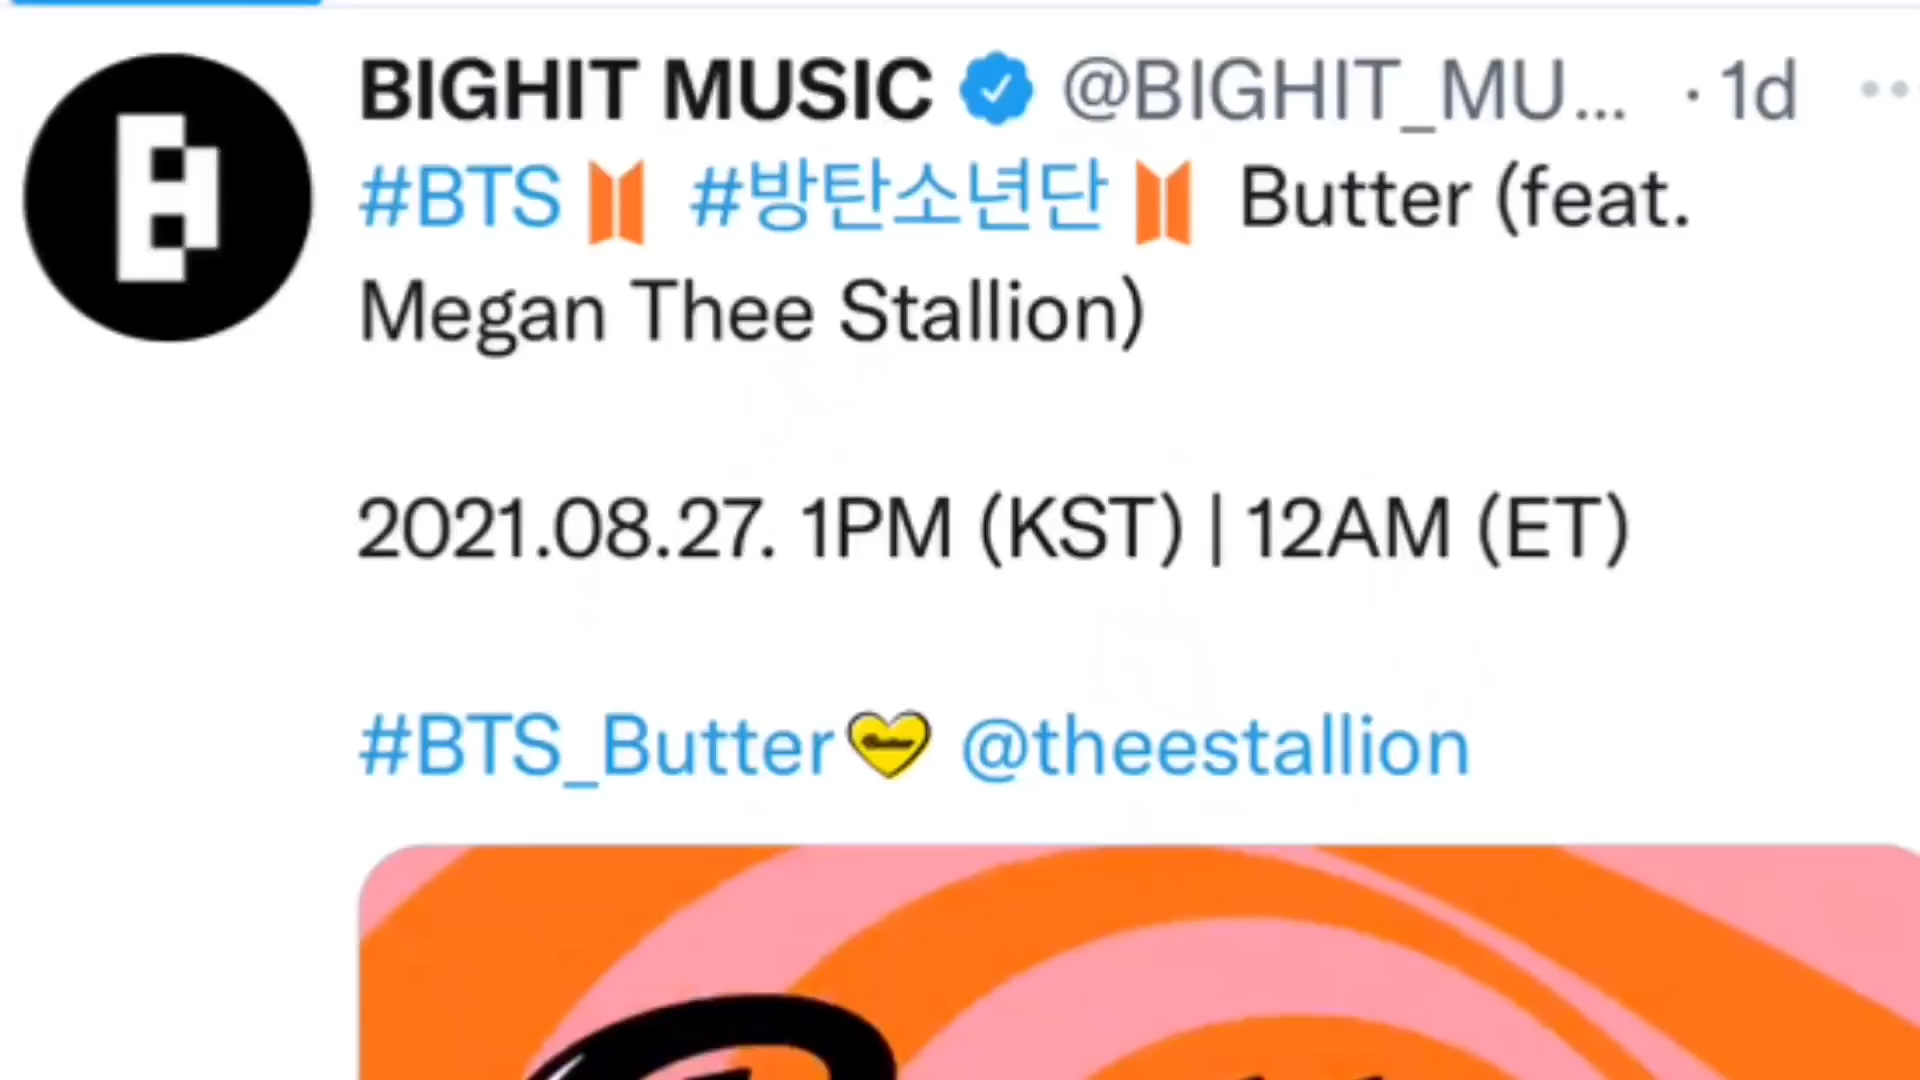 BIGHIT MUSIC @BIGHIT_MU... · 1d
#BTS #방탄소년단 Butter (feat.
Megan Thee Stallion)
2021.08.27. 1PM (KST) | 12AM (ET)
#BTS_Butter @theestallion